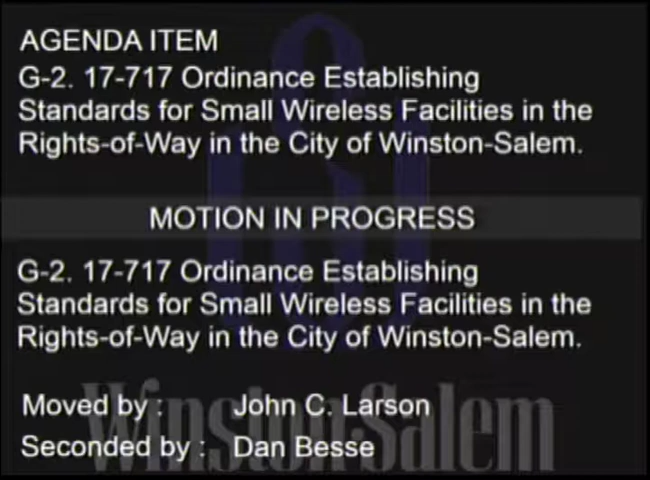 AGENDA ITEM
G-2. 17-717 Ordinance Establishing
Standards for Small Wireless Facilities in the
Rights-of-Way in the City of Winston-Salem.
MOTION IN PROGRESS
G-2. 17-717 Ordinance Establishing
Standards for Small Wireless Facilities in the
Rights-of-Way in the City of Winston-Salem.
Moved by : John C. Larson
Seconded by : Dan Besse
Winston-Salem